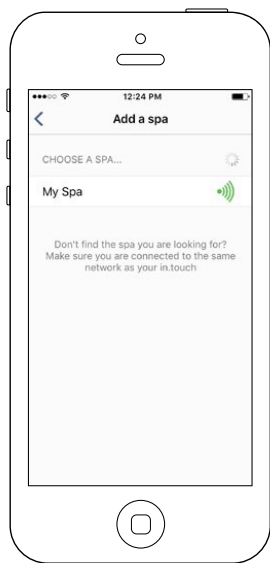 12:24 PM
Add a spa
CHOOSE A SPA...
My Spa
Don't find the spa you are looking for?
Make sure you are connected to the same
network as your in.touch